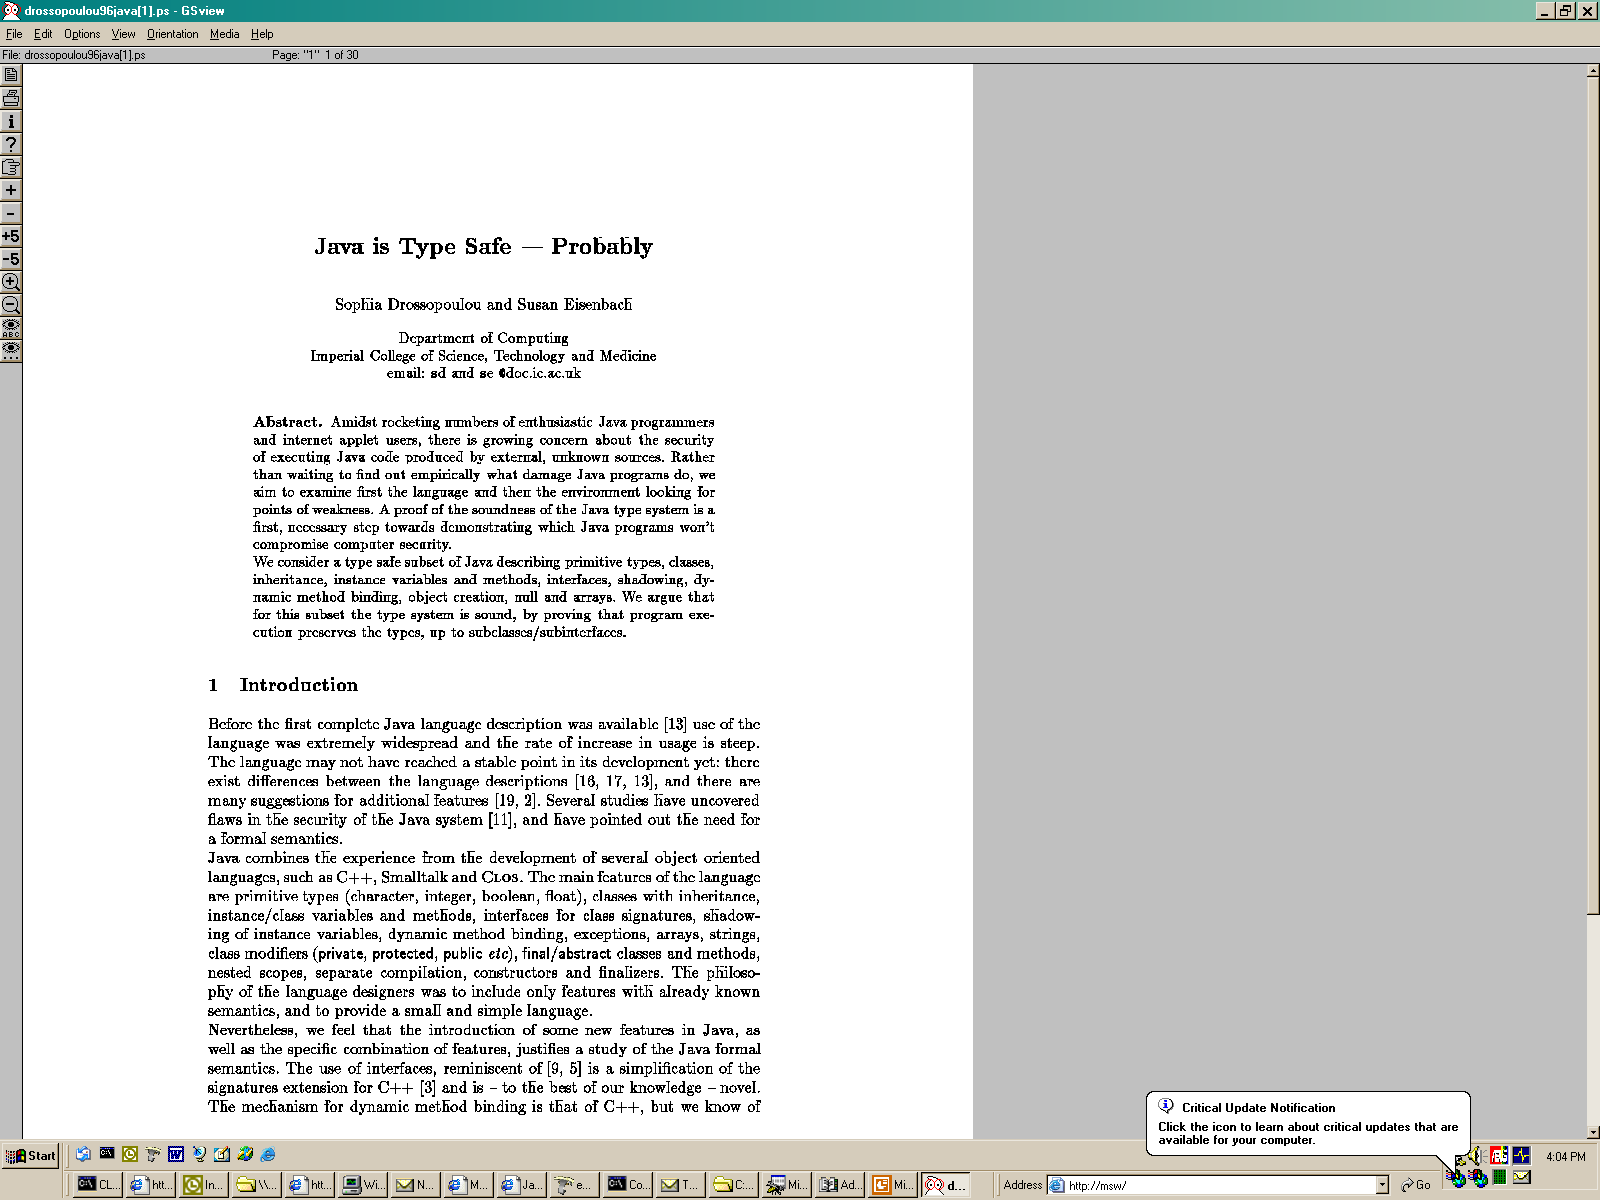 drossopoulou96java[1].ps - GSview
File Edit Options View Orientation Media Help
File: drossopoulou96java[1].ps Page: "1" 1 of 30
i
?
+
-
+5
-5
ABC
Java is Type Safe — Probably
Sophia Drossopoulou and Susan Eisenbach
Department of Computing
Imperial College of Science, Technology and Medicine
email: sd and se @doc.ic.ac.uk
Abstract. Amidst rocketing numbers of enthusiastic Java programmers
and internet applet users, there is growing concern about the security
of executing Java code produced by external, unknown sources. Rather
than waiting to find out empirically what damage Java programs do, we
aim to examine first the language and then the environment looking for
points of weakness. A proof of the soundness of the Java type system is a
first, necessary step towards demonstrating which Java programs won't
compromise computer security.
We consider a type safe subset of Java describing primitive types, classes,
inheritance, instance variables and methods, interfaces, shadowing, dy-
namic method binding, object creation, null and arrays. We argue that
for this subset the type system is sound, by proving that program exe-
cution preserves the types, up to subclasses/subinterfaces.
1 Introduction
Before the first complete Java language description was available [13] use of the
language was extremely widespread and the rate of increase in usage is steep.
The language may not have reached a stable point in its development yet: there
exist differences between the language descriptions [16, 17, 13], and there are
many suggestions for additional features [19, 2]. Several studies have uncovered
flaws in the security of the Java system [11], and have pointed out the need for
a formal semantics.
Java combines the experience from the development of several object oriented
languages, such as C++, Smalltalk and CLOS. The main features of the language
are primitive types (character, integer, boolean, float), classes with inheritance,
instance/class variables and methods, interfaces for class signatures, shadow-
ing of instance variables, dynamic method binding, exceptions, arrays, strings,
class modifiers (private, protected, public etc), final/abstract classes and methods,
nested scopes, separate compilation, constructors and finalizers. The philoso-
phy of the language designers was to include only features with already known
semantics, and to provide a small and simple language.
Nevertheless, we feel that the introduction of some new features in Java, as
well as the specific combination of features, justifies a study of the Java formal
semantics. The use of interfaces, reminiscent of [9, 5] is a simplification of the
signatures extension for C++ [3] and is – to the best of our knowledge – novel.
The mechanism for dynamic method binding is that of C++, but we know of
Critical Update Notification
Click the icon to learn about critical updates that are
available for your computer.
Start 4:04 PM
CL... htt... In... \\... htt... Wi... N... M... Ja... e... Co... T... C:... Mi... Ad... Mi... d... Address http://msw/ Go